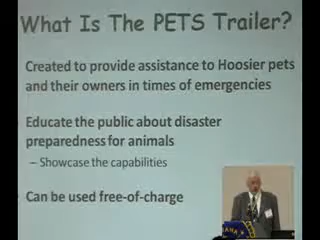 What Is The PETS Trailer?
Created to provide assistance to Hoosier pets
and their owners in times of emergencies
Educate the public about disaster
preparedness for animals
– Showcase the capabilities
Can be used free-of-charge